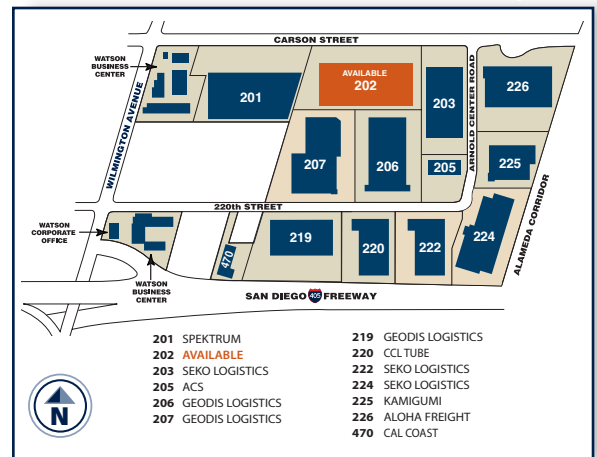 CARSON STREET
WATSON
BUSINESS
CENTER
WILMINGTON AVENUE
201
AVAILABLE
202
203
ARNOLD CENTER ROAD
226
207
206
205
225
220th STREET
ALAMEDA CORRIDOR
WATSON
CORPORATE
OFFICE
WATSON
BUSINESS
CENTER
470
219
220
222
224
SAN DIEGO 405 FREEWAY
201 SPEKTRUM
202 AVAILABLE
203 SEKO LOGISTICS
205 ACS
206 GEODIS LOGISTICS
207 GEODIS LOGISTICS
219 GEODIS LOGISTICS
220 CCL TUBE
222 SEKO LOGISTICS
224 SEKO LOGISTICS
225 KAMIGUMI
226 ALOHA FREIGHT
470 CAL COAST
N